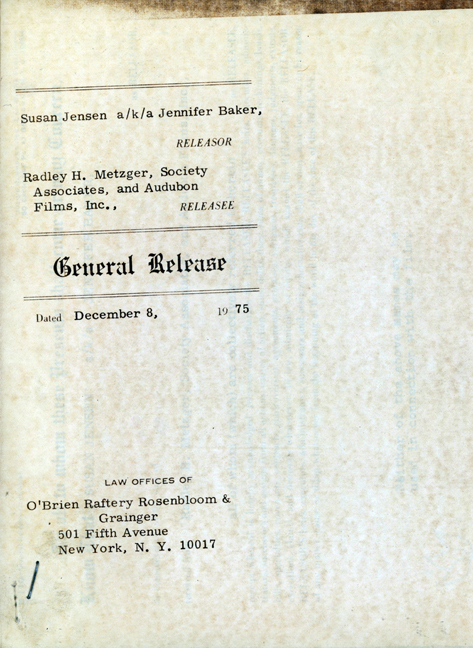 Susan Jensen a/k/a Jennifer Baker,
RELEASOR
Radley H. Metzger, Society
Associates, and Audubon
Films, Inc., RELEASEE
General Release
Dated December 8, 19 75
LAW OFFICES OF
O'Brien Raftery Rosenbloom &
Grainger
501 Fifth Avenue
New York, N. Y. 10017